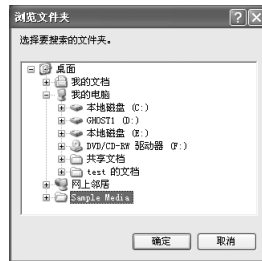 浏览文件夹
选择要搜索的文件夹。
桌面
我的文档
我的电脑
本地磁盘 (C:)
GHOST1 (D:)
本地磁盘 (E:)
DVD/CD-RW 驱动器 (F:)
共享文档
test 的文档
网上邻居
Sample Media
确定
取消